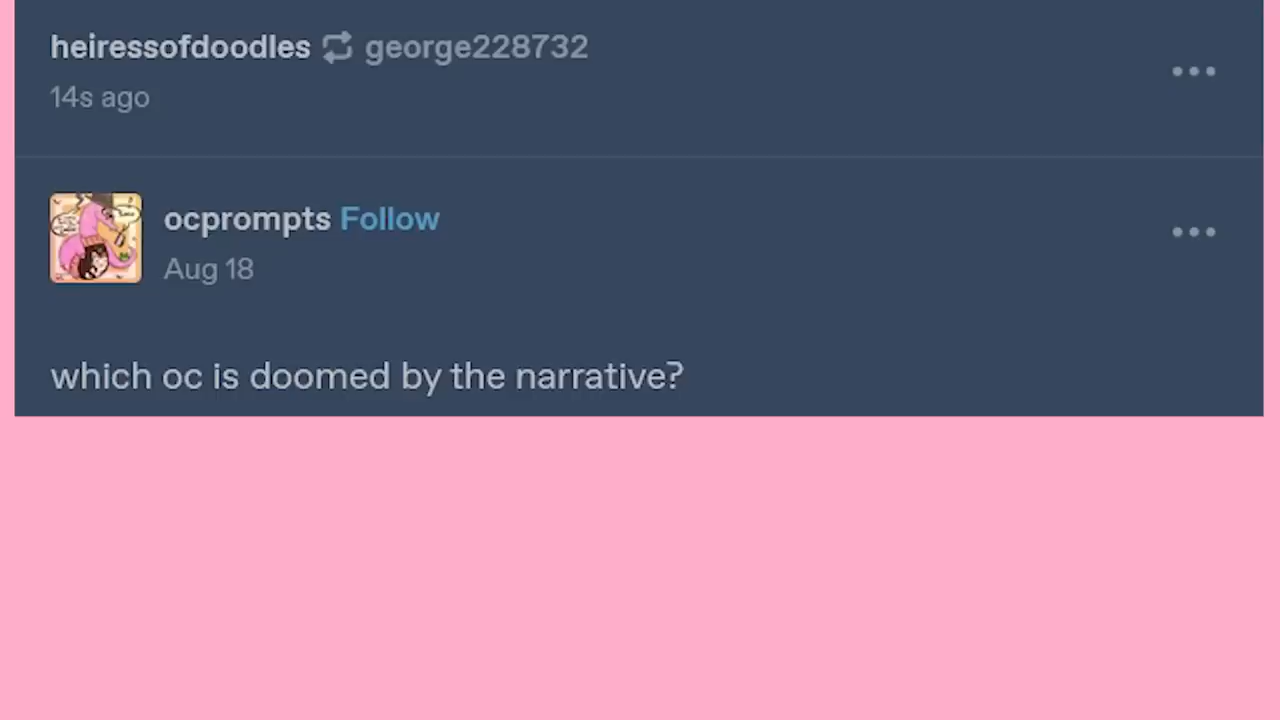 heiressofdoodles george228732
14s ago
ocprompts Follow
Aug 18
which oc is doomed by the narrative?